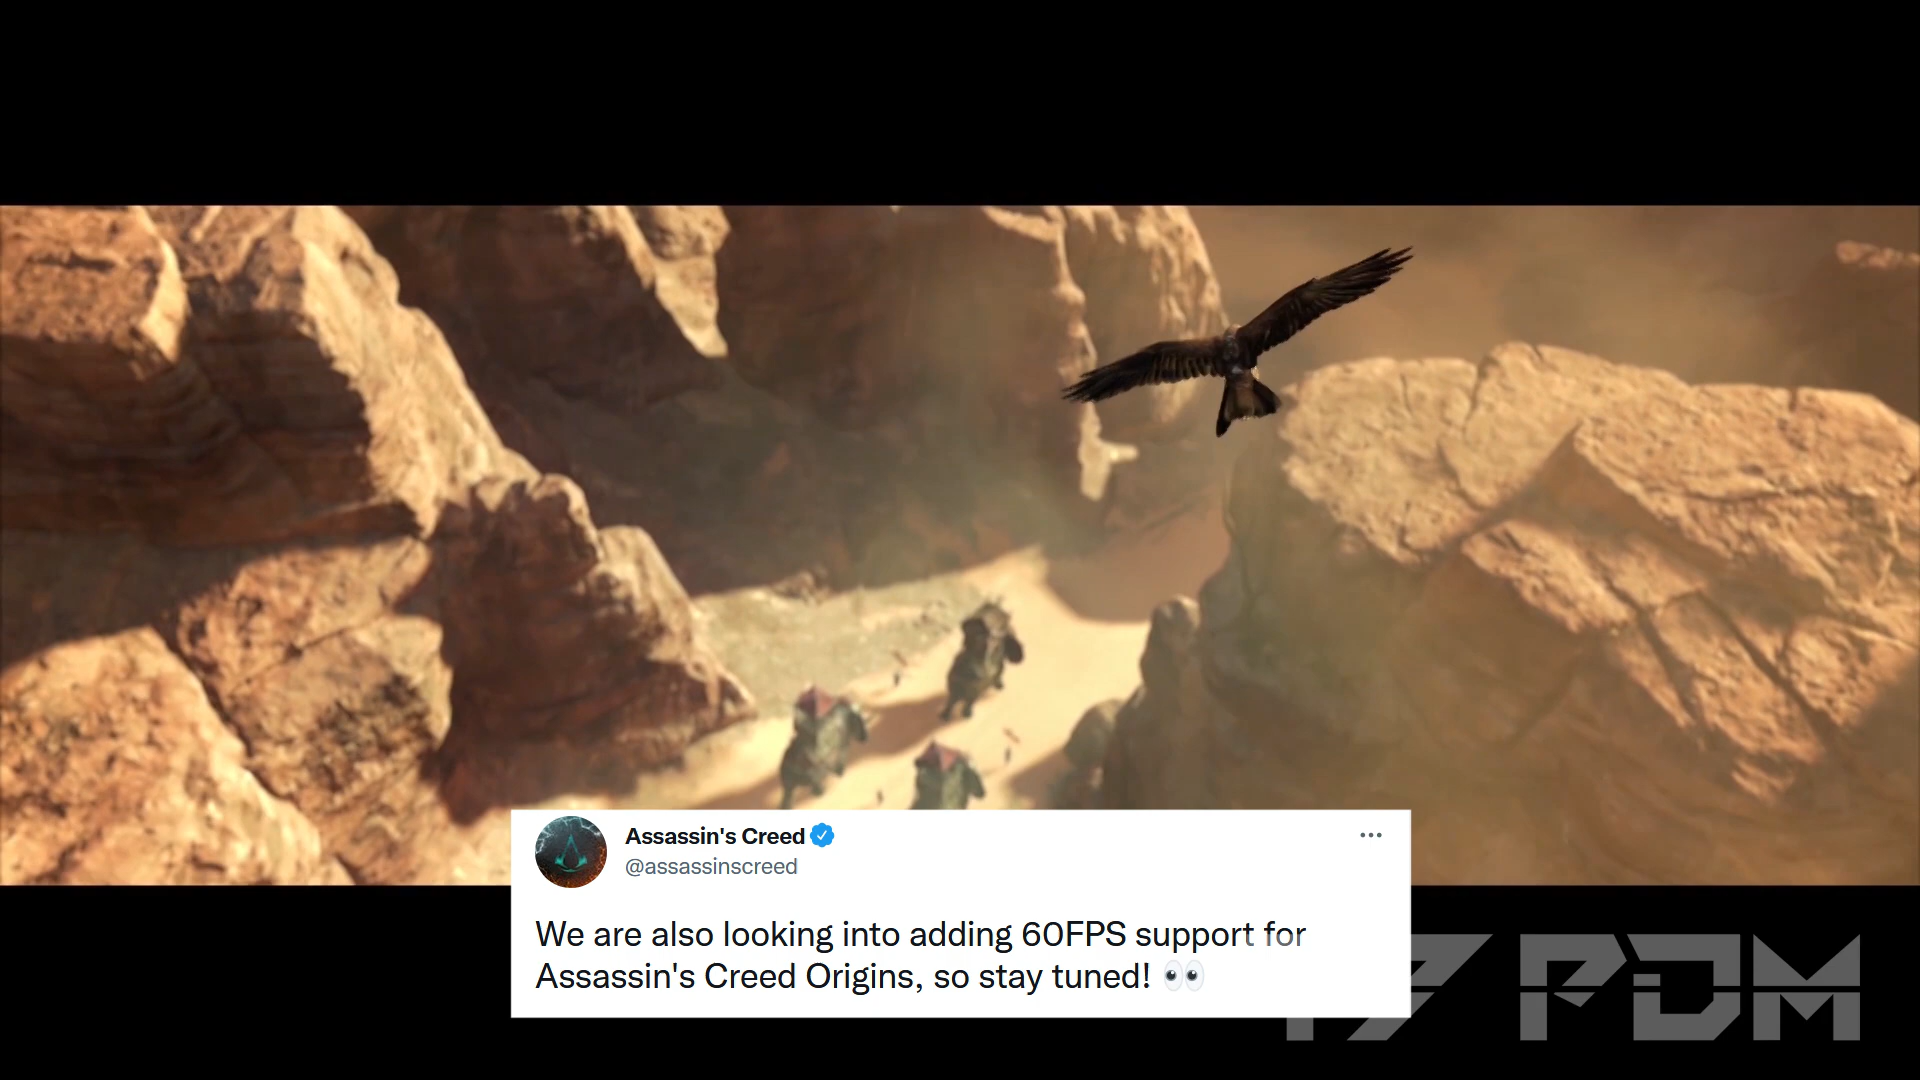 Assassin's Creed
@assassinscreed
We are also looking into adding 60FPS support for
Assassin's Creed Origins, so stay tuned! 👀
PDM